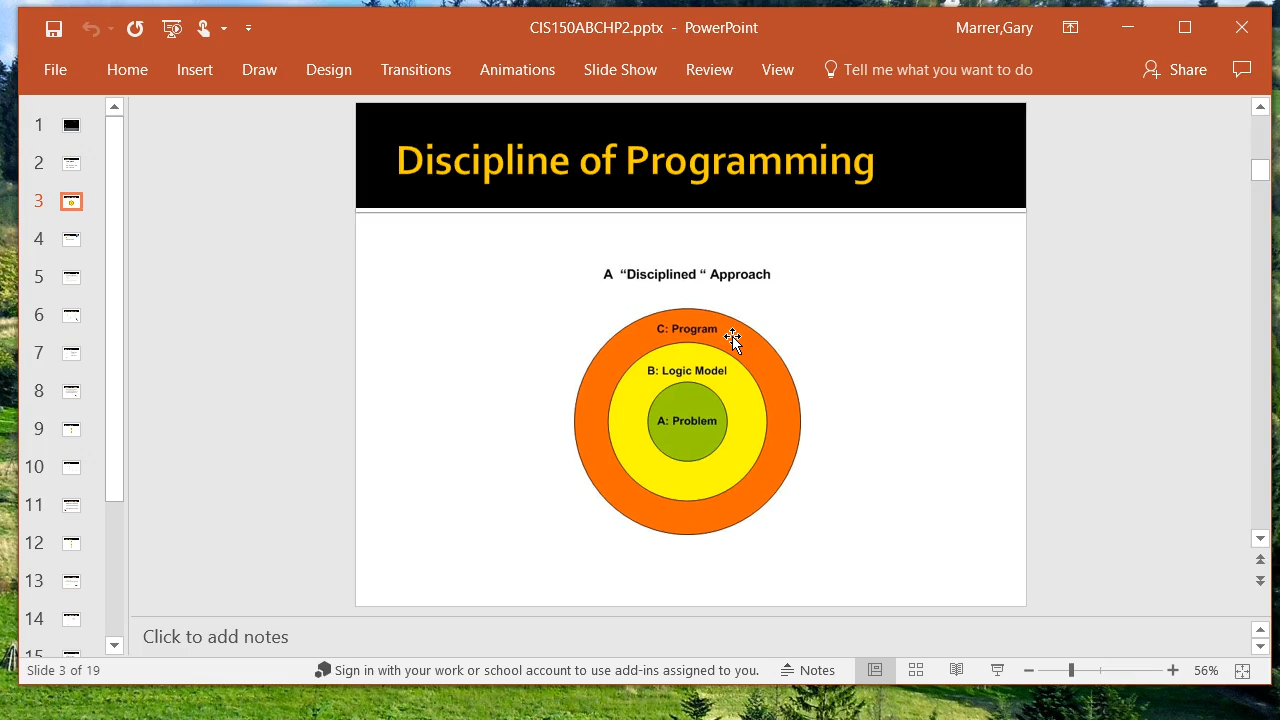 CIS150ABCHP2.pptx - PowerPoint
Marrer,Gary
File Home Insert Draw Design Transitions Animations Slide Show Review View Tell me what you want to do Share
1
2
3
4
5
6
7
8
9
10
11
12
13
14
15
Discipline of Programming
A “Disciplined “ Approach
C: Program
B: Logic Model
A: Problem
Click to add notes
Slide 3 of 19 Sign in with your work or school account to use add-ins assigned to you. Notes 56%